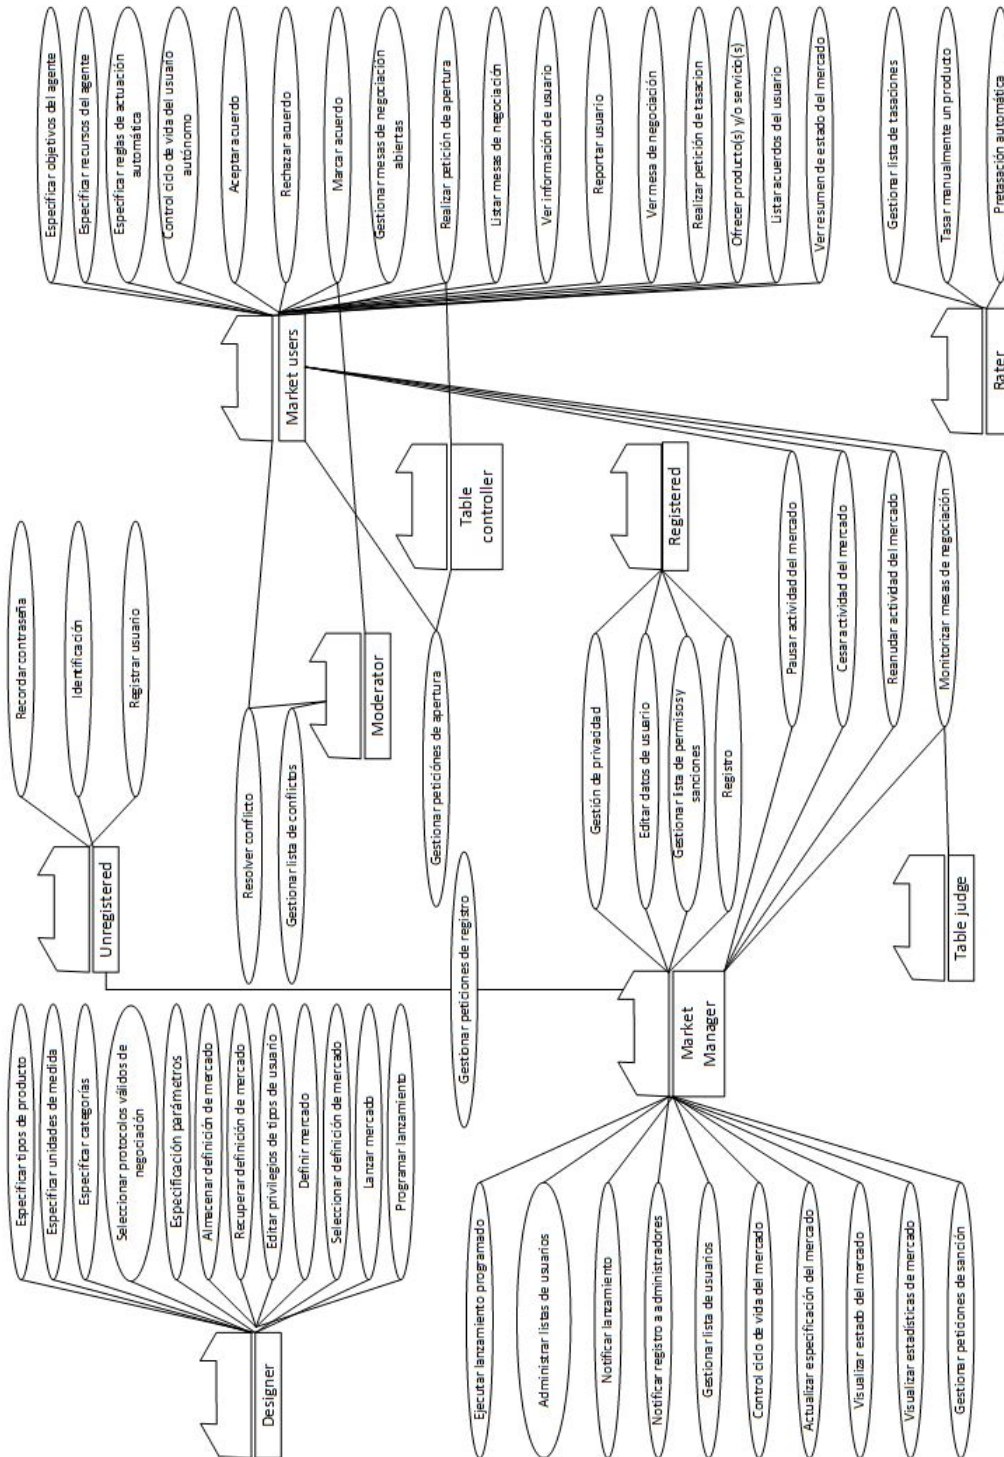 Especificar tipos de producto
Especificar unidades de medida
Especificar categorías
Seleccionar protocolos válidos de
negociación
Especificación parámetros
Almacenar definición de mercado
Recuperar definición de mercado
Editar privilegios de tipos de usuario
Definir mercado
Seleccionar definición de mercado
Lanzar mercado
Programar lanzamiento
Designer
Recordar contraseña
Identificación
Registrar usuario
Unregistered
Resolver conflicto
Gestionar lista de conflictos
Moderator
Gestionar peticiónes de apertura
Gestionar peticiones de registro
Table
controller
Especificar objetivos del agente
Especificar recursos del agente
Especificar reglas de actuación
automática
Control ciclo de vida del usuario
autónomo
Aceptar acuerdo
Rechazar acuerdo
Marcar acuerdo
Gestionar mesas de negociación
abiertas
Realizar petición de apertura
Listar mesas de negociación
Ver información de usuario
Reportar usuario
Ver mesa de negociación
Realizar petición de tasacion
Ofrecer producto(s) y/o servicio(s)
Listar acuerdos del usuario
Ver resumen de estado del mercado
Market users
Ejecutar lanzamiento programado
Administrar listas de usuarios
Notificar lanzamiento
Notificar registro a administradores
Gestionar lista de usuarios
Control ciclo de vida del mercado
Actualizar especificación del mercado
Visualizar estado del mercado
Visualizar estadísticas de mercado
Gestionar peticiones de sanción
Market
Manager
Gestión de privacidad
Editar datos de usuario
Gestionar lista de permisos y
sanciones
Registro
Registered
Pausar actividad del mercado
Cesar actividad del mercado
Reanudar actividad del mercado
Monitorizar mesas de negociación
Table judge
Gestionar lista de tasaciones
Tasar manualmente un producto
Pretasación automática
Rater